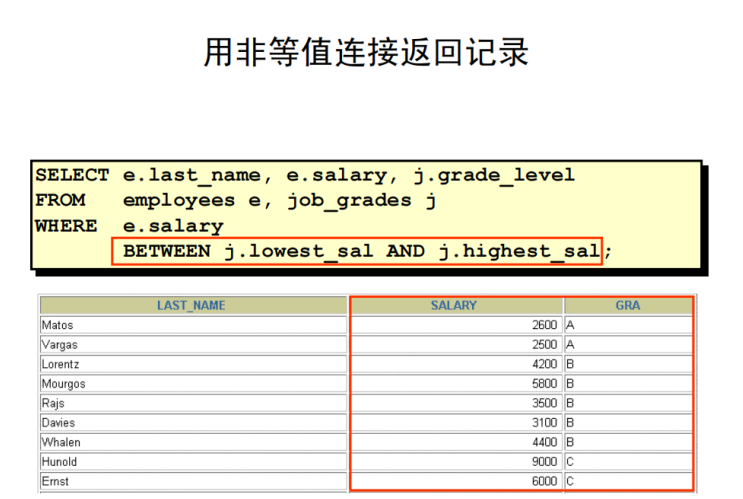 用非等值连接返回记录
SELECT e.last_name, e.salary, j.grade_level
FROM employees e, job_grades j
WHERE e.salary
BETWEEN j.lowest_sal AND j.highest_sal;
LAST_NAME SALARY GRA
Matos 2600 A
Vargas 2500 A
Lorentz 4200 B
Mourgos 5800 B
Rajs 3500 B
Davies 3100 B
Whalen 4400 B
Hunold 9000 C
Ernst 6000 C